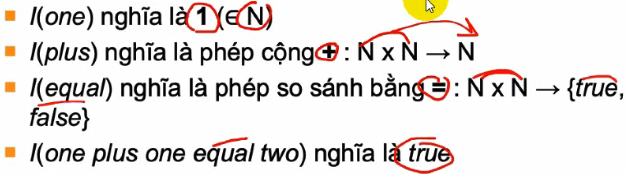 I(one) nghĩa là 1 (∈ N)
I(plus) nghĩa là phép cộng + : N x N → N
I(equal) nghĩa là phép so sánh bằng = : N x N → {true,
false}
I(one plus one equal two) nghĩa là true